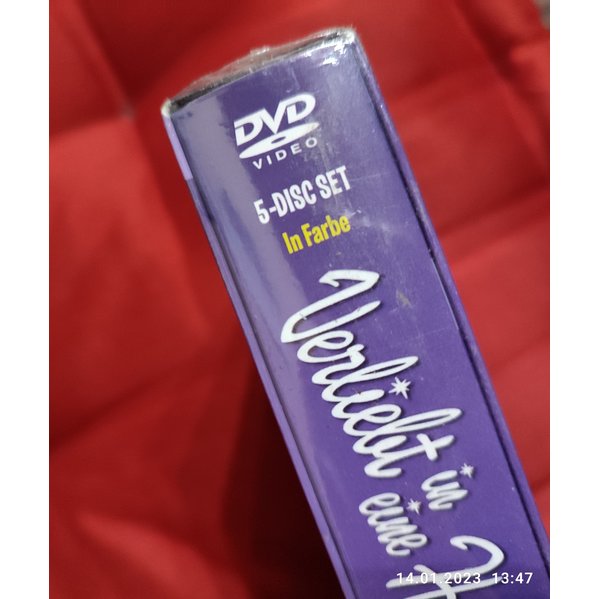 DVD
VIDEO
5-DISC SET
In Farbe
Verliebt in
eine
14.01.2023 13:47